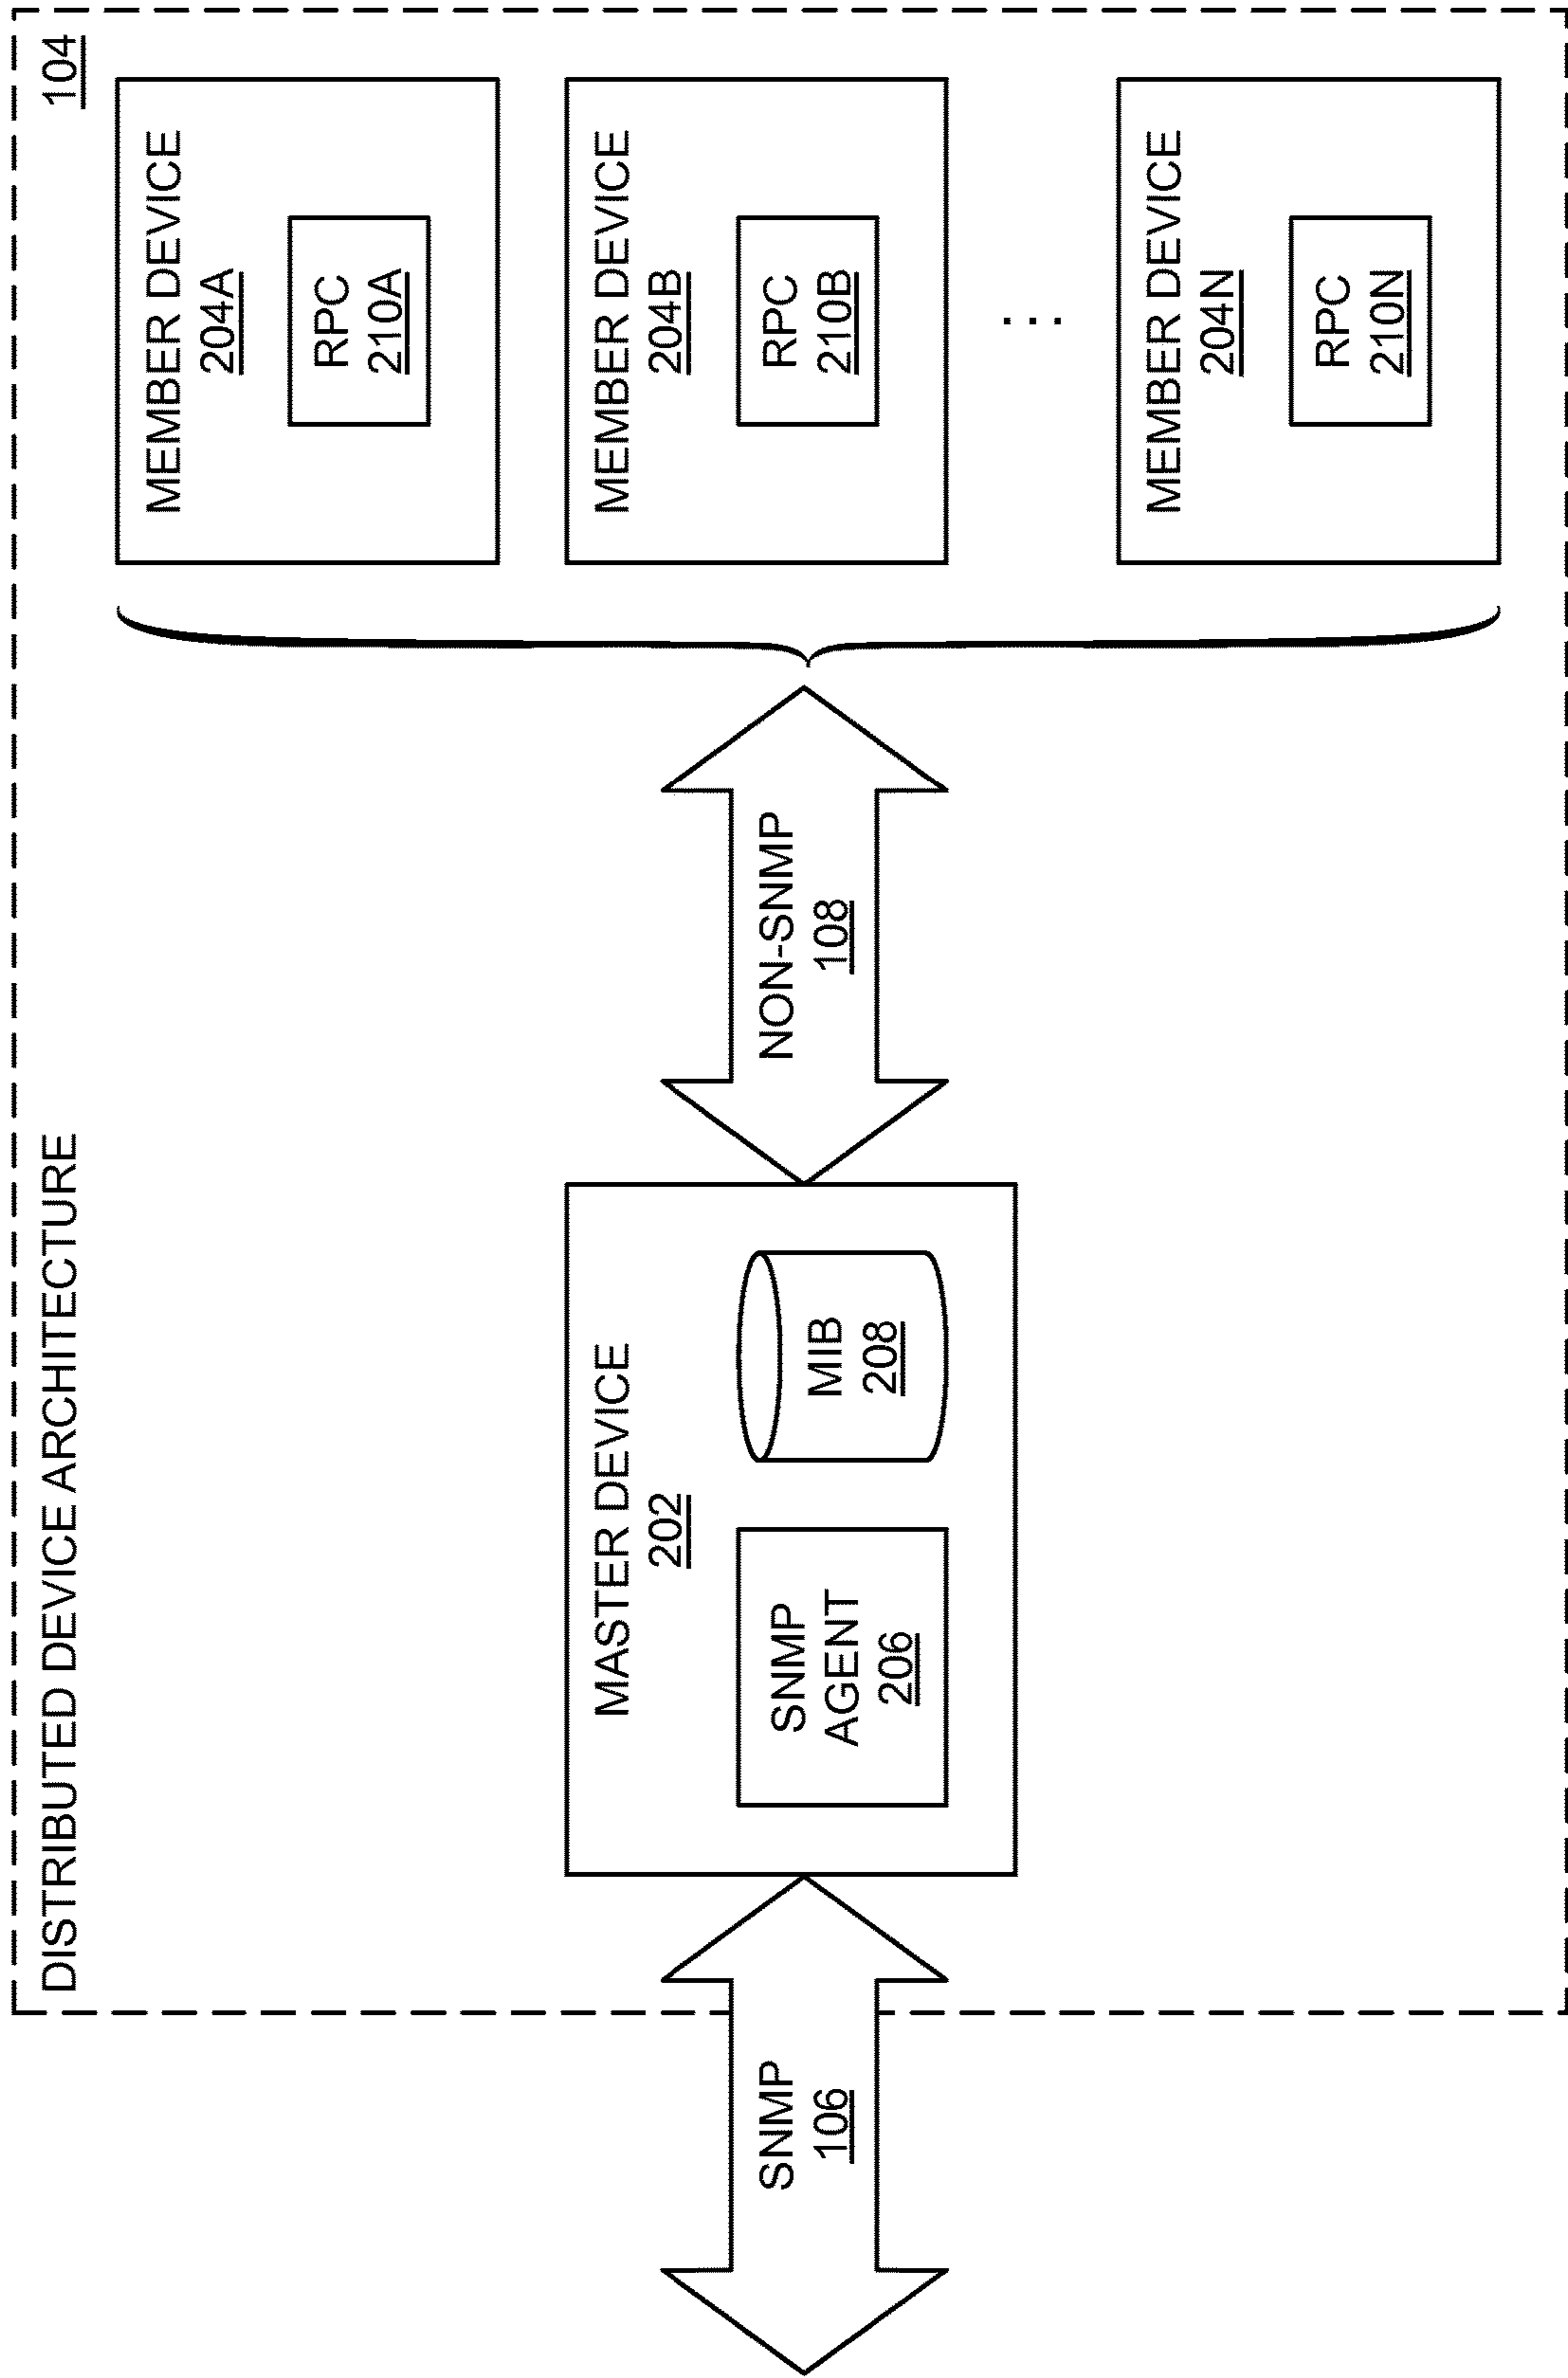 DISTRIBUTED DEVICE ARCHITECTURE
104
SNMP
106
MASTER DEVICE
202
SNMP
AGENT
206
MIB
208
NON-SNMP
108
MEMBER DEVICE
204A
RPC
210A
MEMBER DEVICE
204B
RPC
210B
...
MEMBER DEVICE
204N
RPC
210N